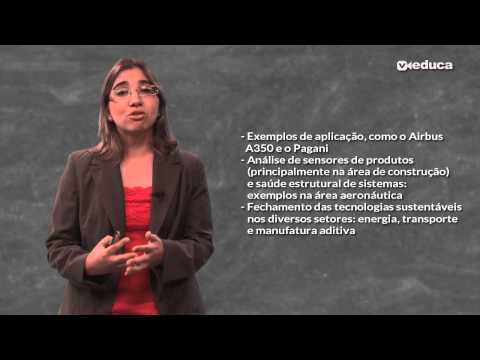 veduca
- Exemplos de aplicação, como o Airbus
A350 e o Pagani
- Análise de sensores de produtos
(principalmente na área de construção)
e saúde estrutural de sistemas:
exemplos na área aeronáutica
- Fechamento das tecnologias sustentáveis
nos diversos setores: energia, transporte
e manufatura aditiva